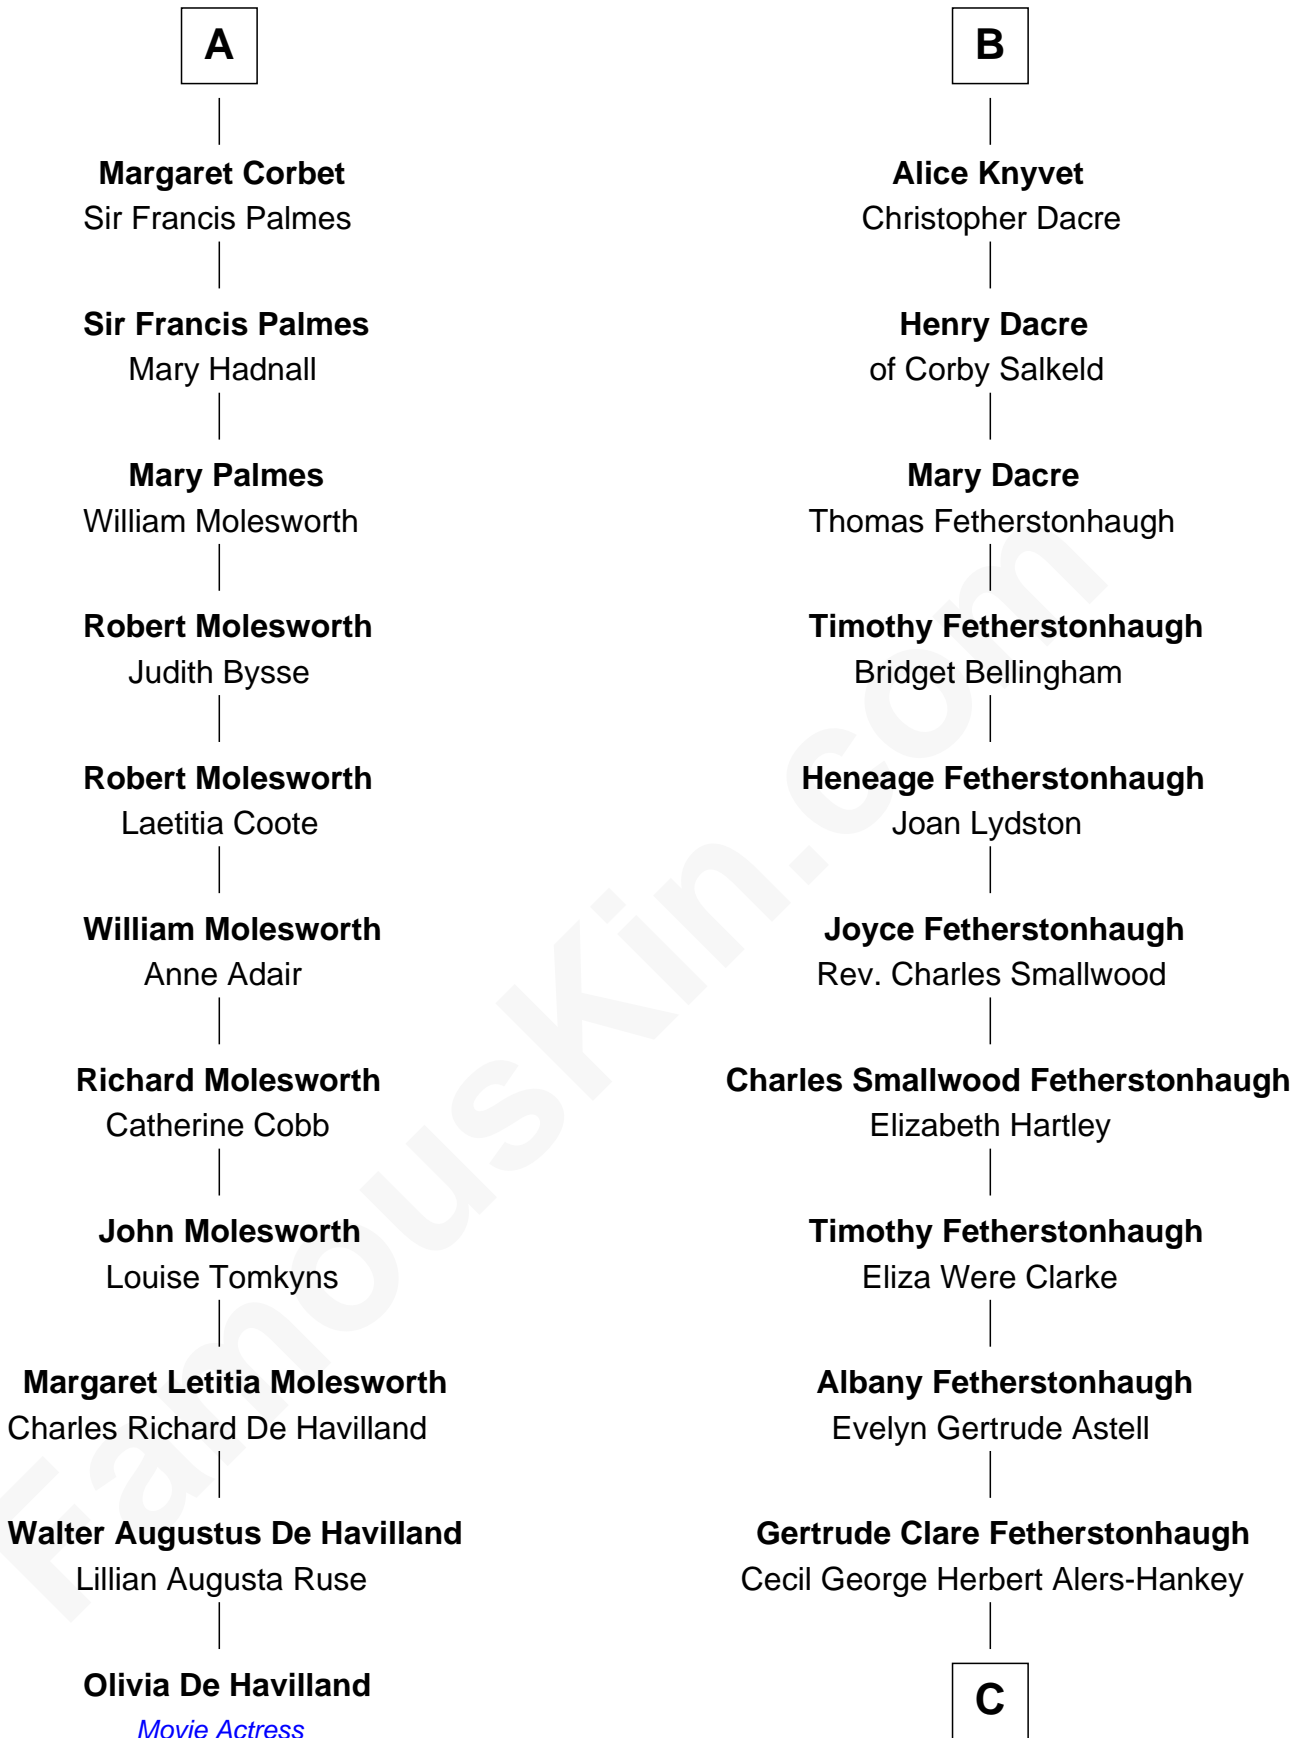 A
Margaret Corbet
Sir Francis Palmes
Sir Francis Palmes
Mary Hadnall
Mary Palmes
William Molesworth
Robert Molesworth
Judith Bysse
Robert Molesworth
Laetitia Coote
William Molesworth
Anne Adair
Richard Molesworth
Catherine Cobb
John Molesworth
Louise Tomkyns
Margaret Letitia Molesworth
Charles Richard De Havilland
Walter Augustus De Havilland
Lillian Augusta Ruse
Olivia De Havilland
Movie Actress
B
Alice Knyvet
Christopher Dacre
Henry Dacre
of Corby Salkeld
Mary Dacre
Thomas Fetherstonhaugh
Timothy Fetherstonhaugh
Bridget Bellingham
Heneage Fetherstonhaugh
Joan Lydston
Joyce Fetherstonhaugh
Rev. Charles Smallwood
Charles Smallwood Fetherstonhaugh
Elizabeth Hartley
Timothy Fetherstonhaugh
Eliza Were Clarke
Albany Fetherstonhaugh
Evelyn Gertrude Astell
Gertrude Clare Fetherstonhaugh
Cecil George Herbert Alers-Hankey
C
FamousKin.com